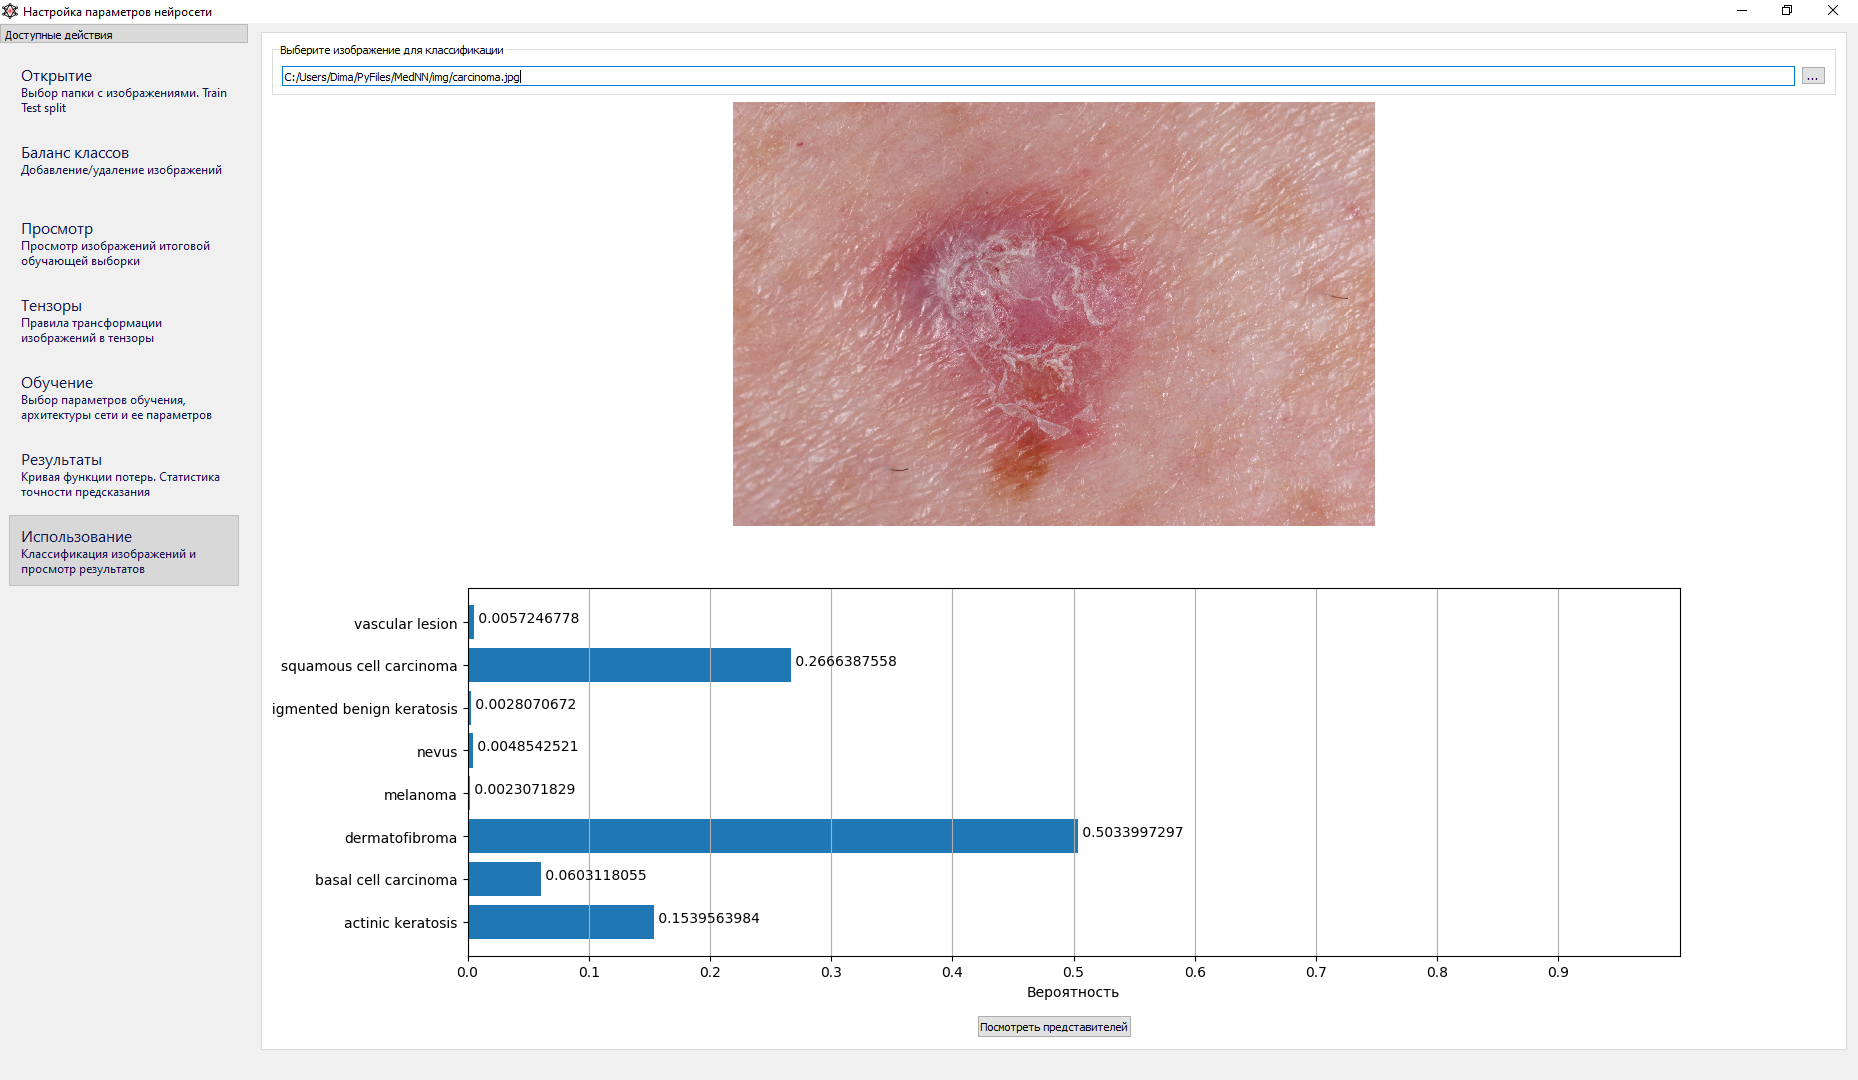 Настройка параметров нейросети
Доступные действия
Открытие
Выбор папки с изображениями. Train
Test split
Баланс классов
Добавление/удаление изображений
Просмотр
Просмотр изображений итоговой
обучающей выборки
Тензоры
Правила трансформации
изображений в тензоры
Обучение
Выбор параметров обучения,
архитектуры сети и ее параметров
Результаты
Кривая функции потерь. Статистика
точности предсказания
Использование
Классификация изображений и
просмотр результатов
Выберите изображение для классификации
C:/Users/Dima/PyFiles/MedNN/img/carcinoma.jpg
...
vascular lesion 0.0057246778
squamous cell carcinoma 0.2666387558
igmented benign keratosis 0.0028070672
nevus 0.0048542521
melanoma 0.0023071829
dermatofibroma 0.5033997297
basal cell carcinoma 0.0603118055
actinic keratosis 0.1539563984
0.0 0.1 0.2 0.3 0.4 0.5 0.6 0.7 0.8 0.9
Вероятность
Посмотреть представителей